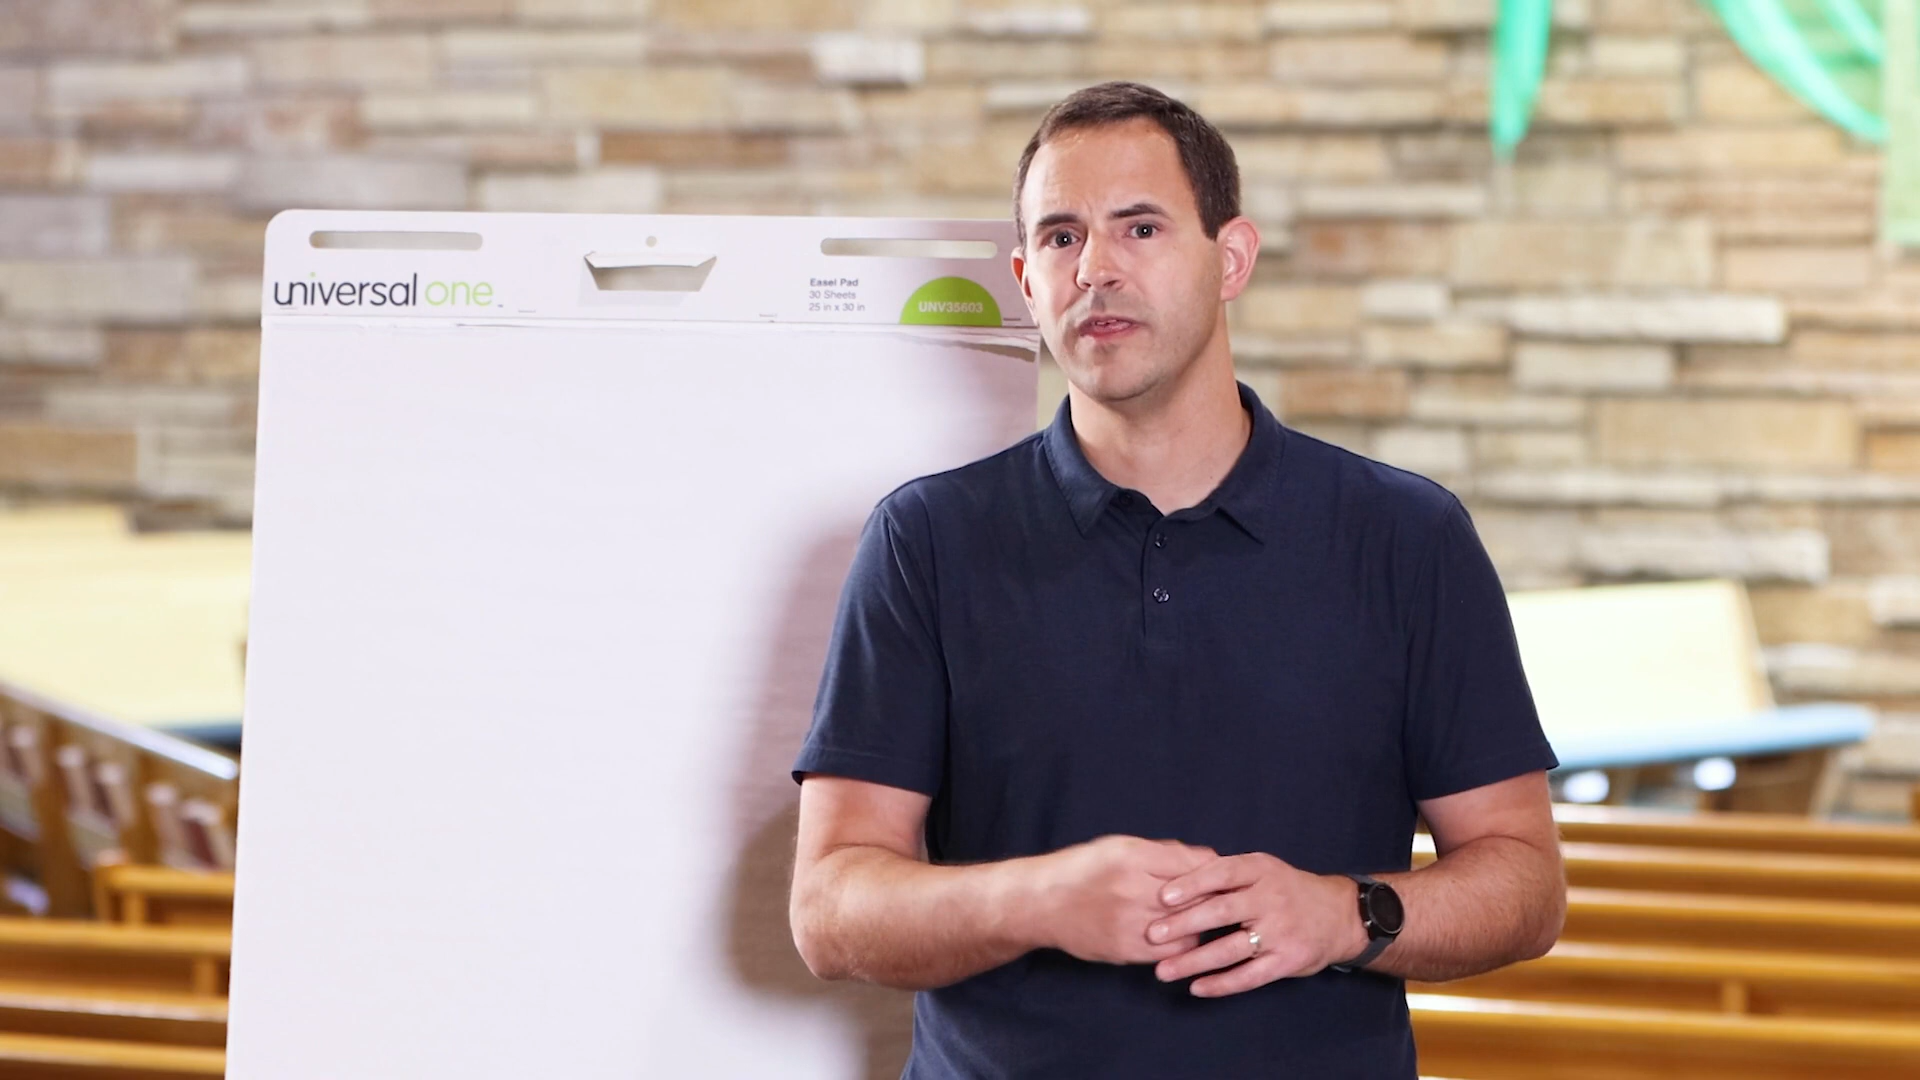 universal one
Easel Pad
30 Sheets
25 in x 30 in
UNV35603